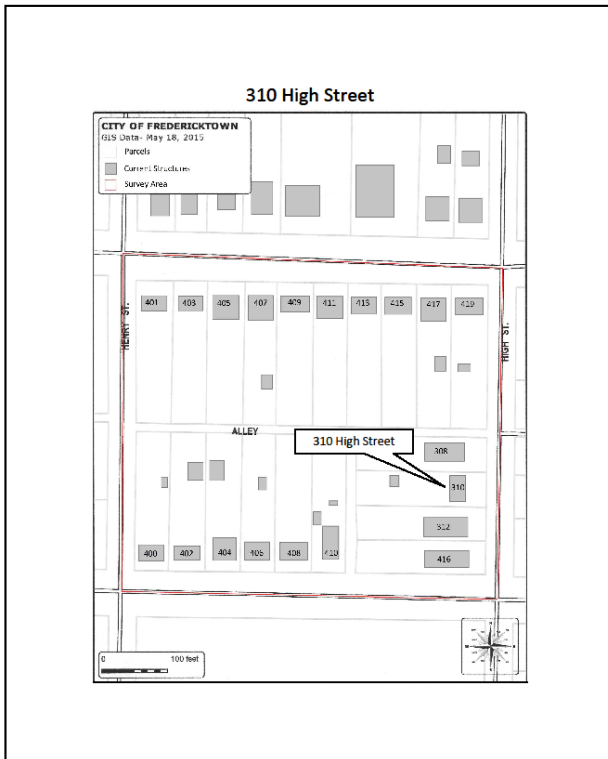 310 High Street
CITY OF FREDERICKTOWN
GIS Data- May 18, 2015
Parcels
Current Structures
Survey Area
HENRY ST.
HIGH ST.
401 403 405 407 409 411 413 415 417 419
ALLEY
310 High Street
308
310
312
400 402 404 406 408 410 416
0 100 feet